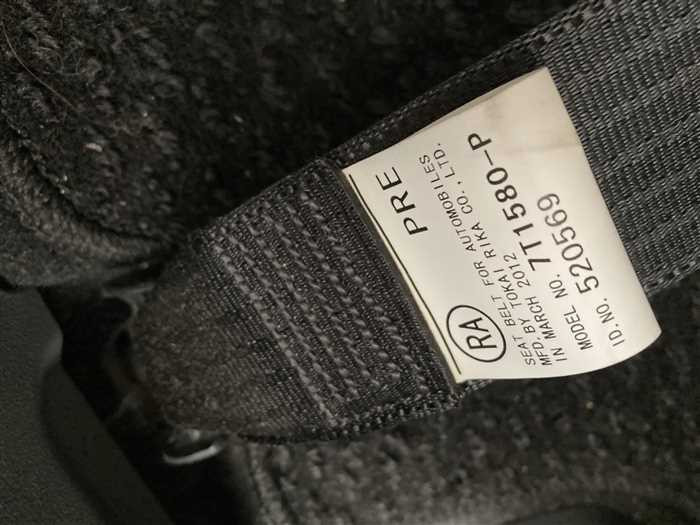 PRE
RA
SEAT BELT FOR AUTOMOBILES
MFD. BY TOKAI RIKA CO., LTD.
IN MARCH 2012
MODEL NO. 7T1580-P
ID. NO. 520569